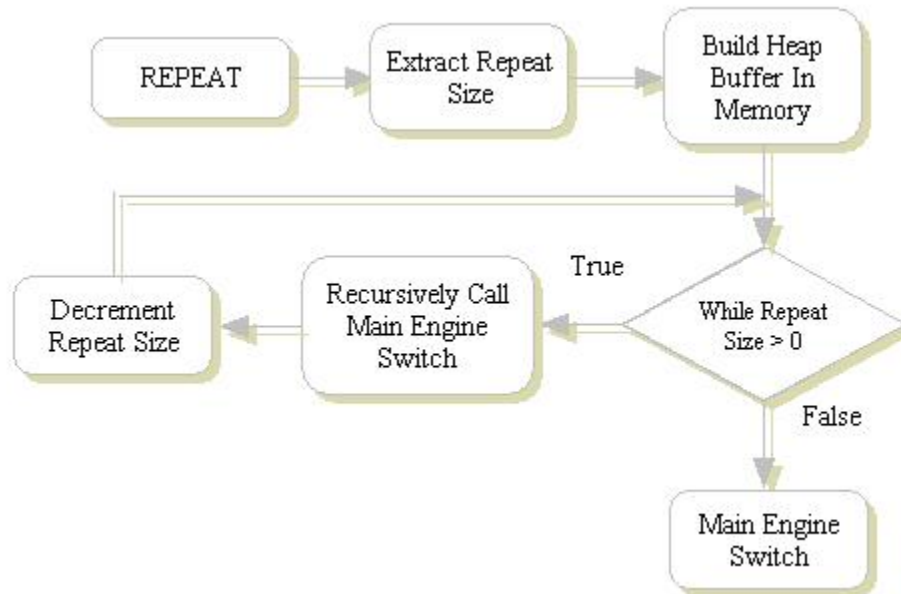 REPEAT
Extract Repeat
Size
Build Heap
Buffer In
Memory
While Repeat
Size > 0
True
Recursively Call
Main Engine
Switch
Decrement
Repeat Size
False
Main Engine
Switch